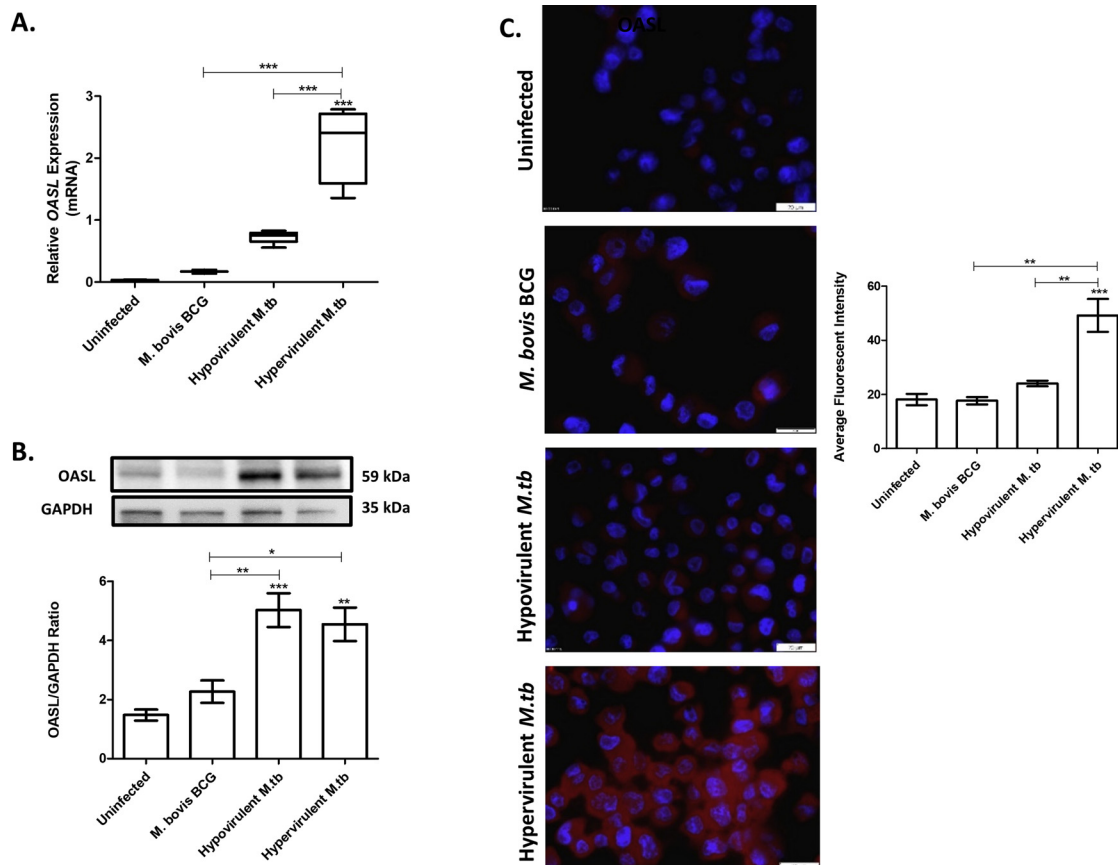 A.
***
***
***
Relative OASL Expression
(mRNA)
3
2
1
0
Uninfected
M. bovis BCG
Hypovirulent M.tb
Hypervirulent M.tb
B.
OASL
59 kDa
GAPDH
35 kDa
*
**
***
**
OASL/GAPDH Ratio
6
4
2
0
Uninfected
M. bovis BCG
Hypovirulent M.tb
Hypervirulent M.tb
C.
OASL
Uninfected
M. bovis BCG
Hypovirulent M.tb
Hypervirulent M.tb
**
**
***
Average Fluorescent Intensity
60
40
20
0
Uninfected
M. bovis BCG
Hypovirulent M. tb
Hypervirulent M. tb